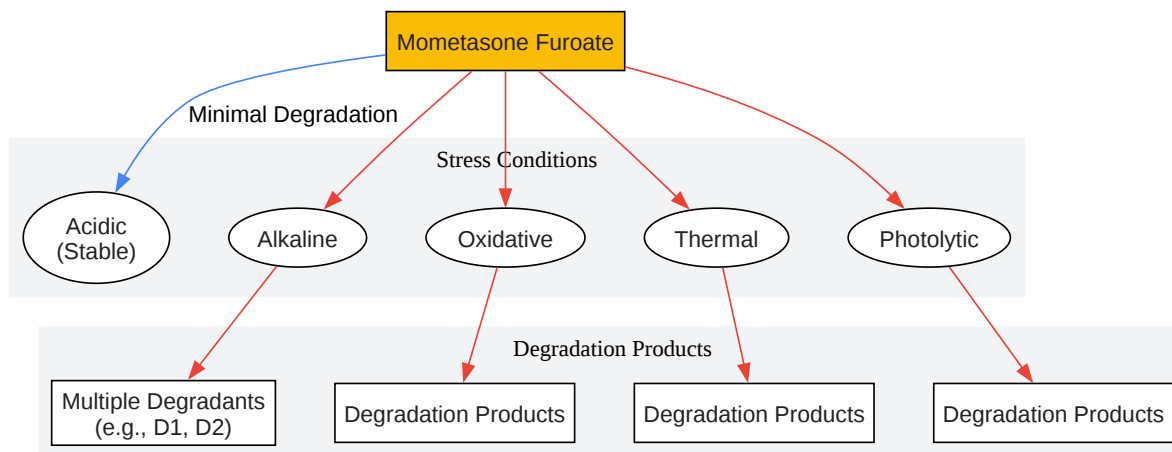 Mometasone Furoate
Minimal Degradation
Stress Conditions
Acidic
(Stable)
Alkaline
Oxidative
Thermal
Photolytic
Degradation Products
Multiple Degradants
(e.g., D1, D2)
Degradation Products
Degradation Products
Degradation Products